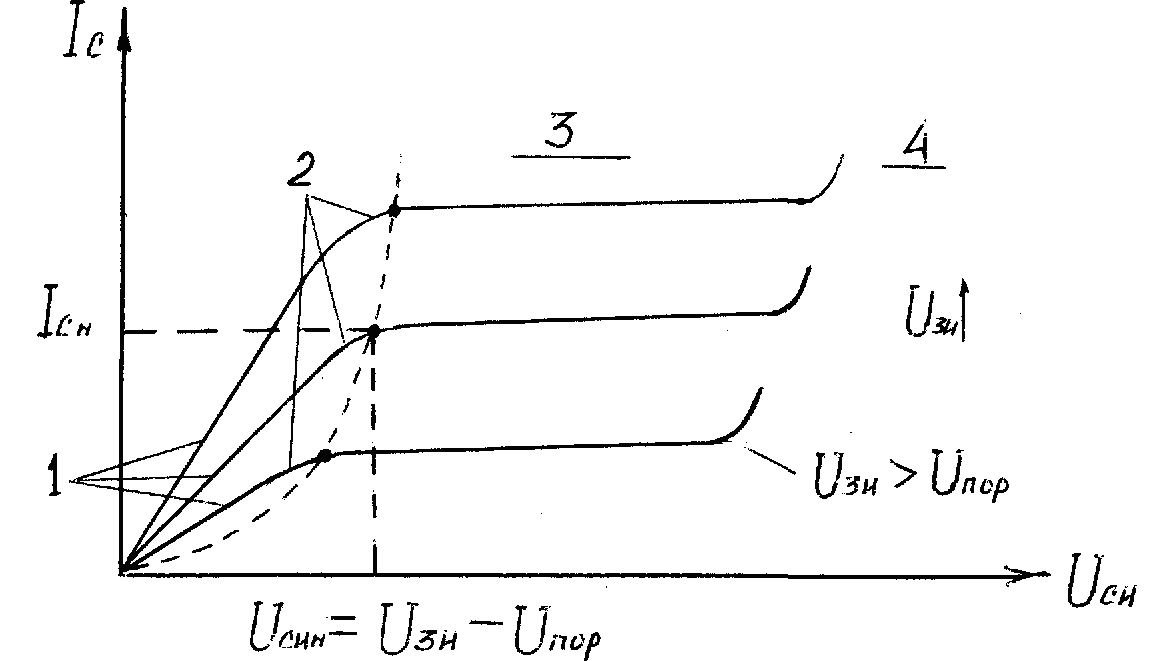 Iс
3
4
2
Iсн
Uзи
1
Uзи > Uпор
Uси
Uсин = Uзи − Uпор